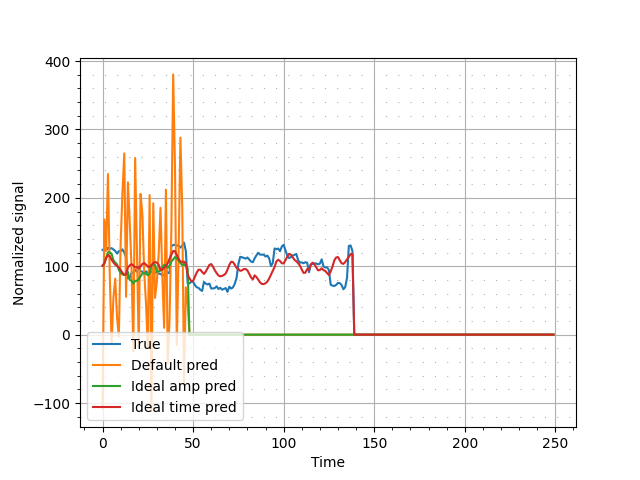 400
300
200
100
0
−100
Normalized signal
True
Default pred
Ideal amp pred
Ideal time pred
0
50
100
150
200
250
Time